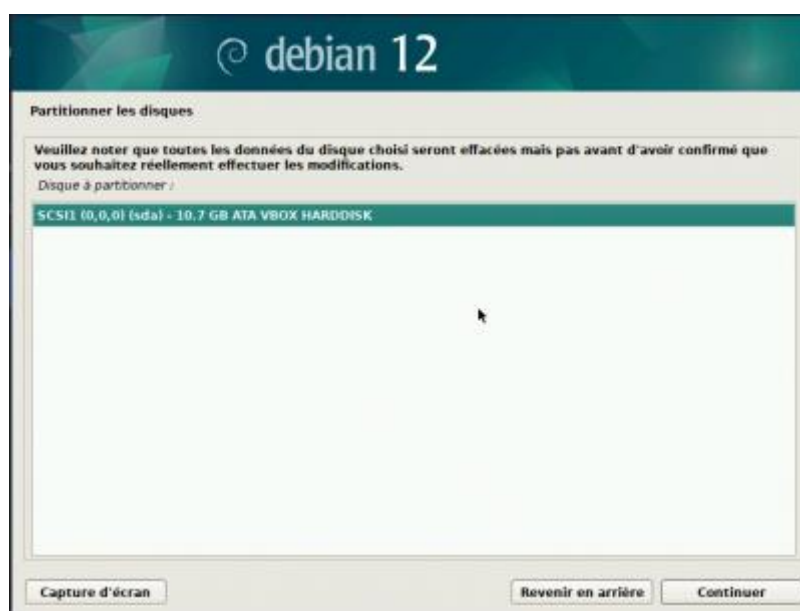 debian 12
Partitionner les disques
Veuillez noter que toutes les données du disque choisi seront effacées mais pas avant d'avoir confirmé que
vous souhaitez réellement effectuer les modifications.
Disque à partitionner :
SCSI1 (0,0,0) (sda) - 10.7 GB ATA VBOX HARDDISK
Capture d'écran
Revenir en arrière
Continuer